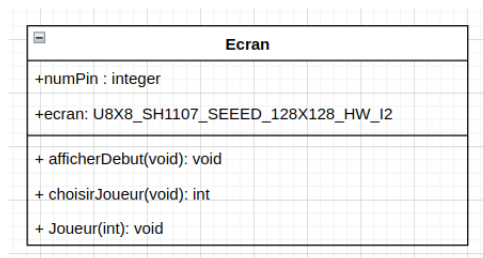 Ecran
+numPin : integer
+ecran: U8X8_SH1107_SEEED_128X128_HW_I2
+ afficherDebut(void): void
+ choisirJoueur(void): int
+ Joueur(int): void